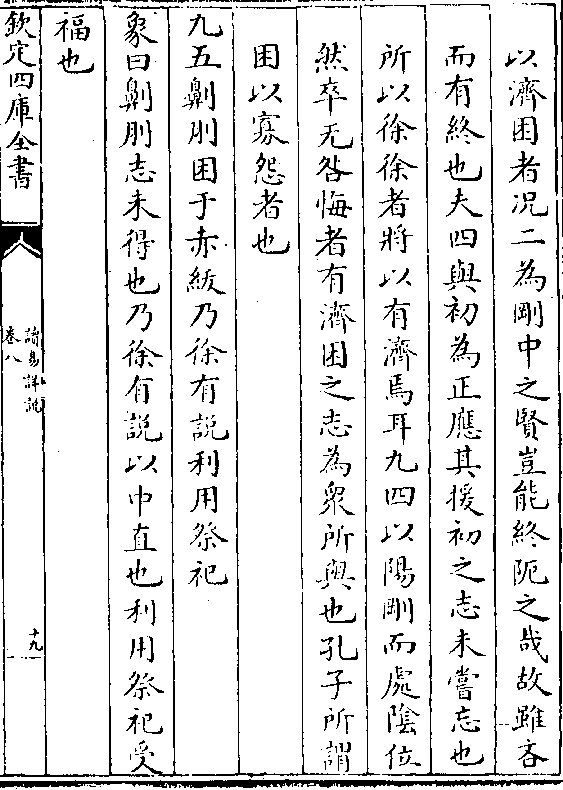 以濟困者况二為剛中之賢豈能終阨之哉故雖吝
而有終也夫四與初為正應其援初之志未嘗忘也
所以徐徐者將以有濟焉耳九四以陽剛而處陰位
然卒无咎悔者有濟困之志為衆所與也孔子所謂
困以寡怨者也
九五劓刖困于赤紱乃徐有説利用祭祀
象曰劓刖志未得也乃徐有説以中直也利用祭祀受
福也
欽定四庫全書
讀易詳說
卷八
十九